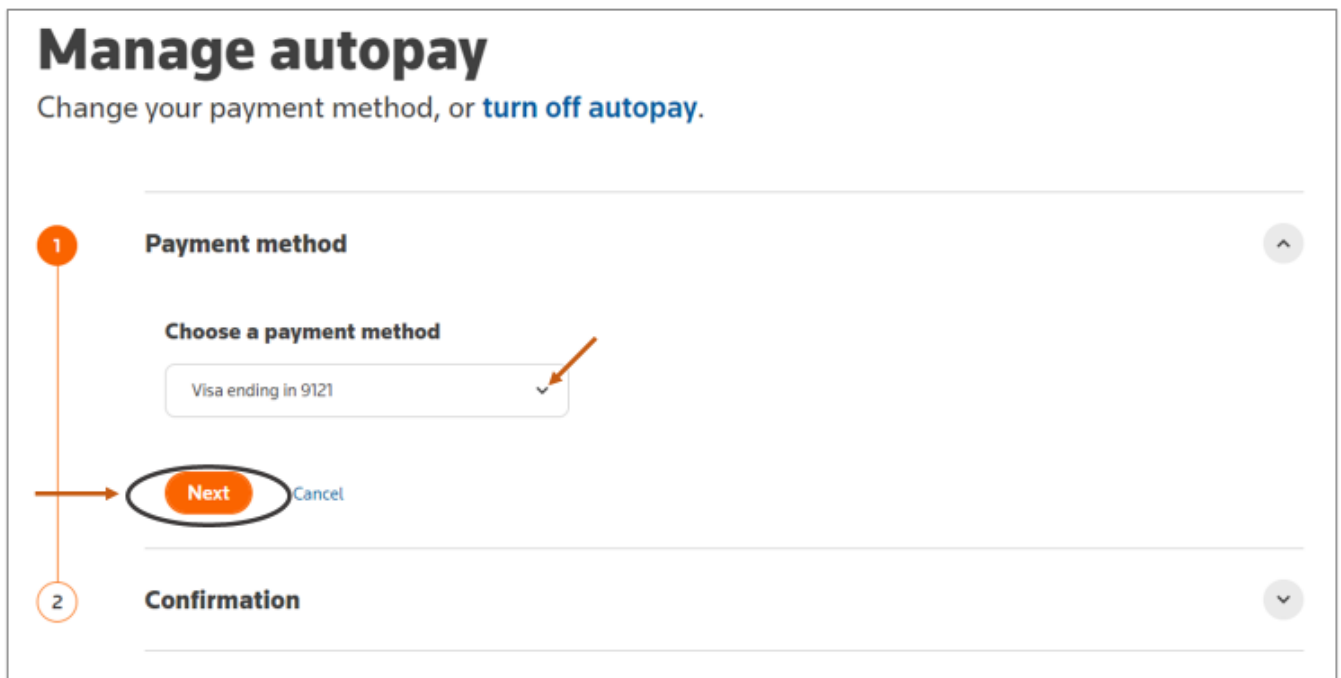 Manage autopay
Change your payment method, or turn off autopay.
1
Payment method
Choose a payment method
Visa ending in 9121
Next
Cancel
2
Confirmation